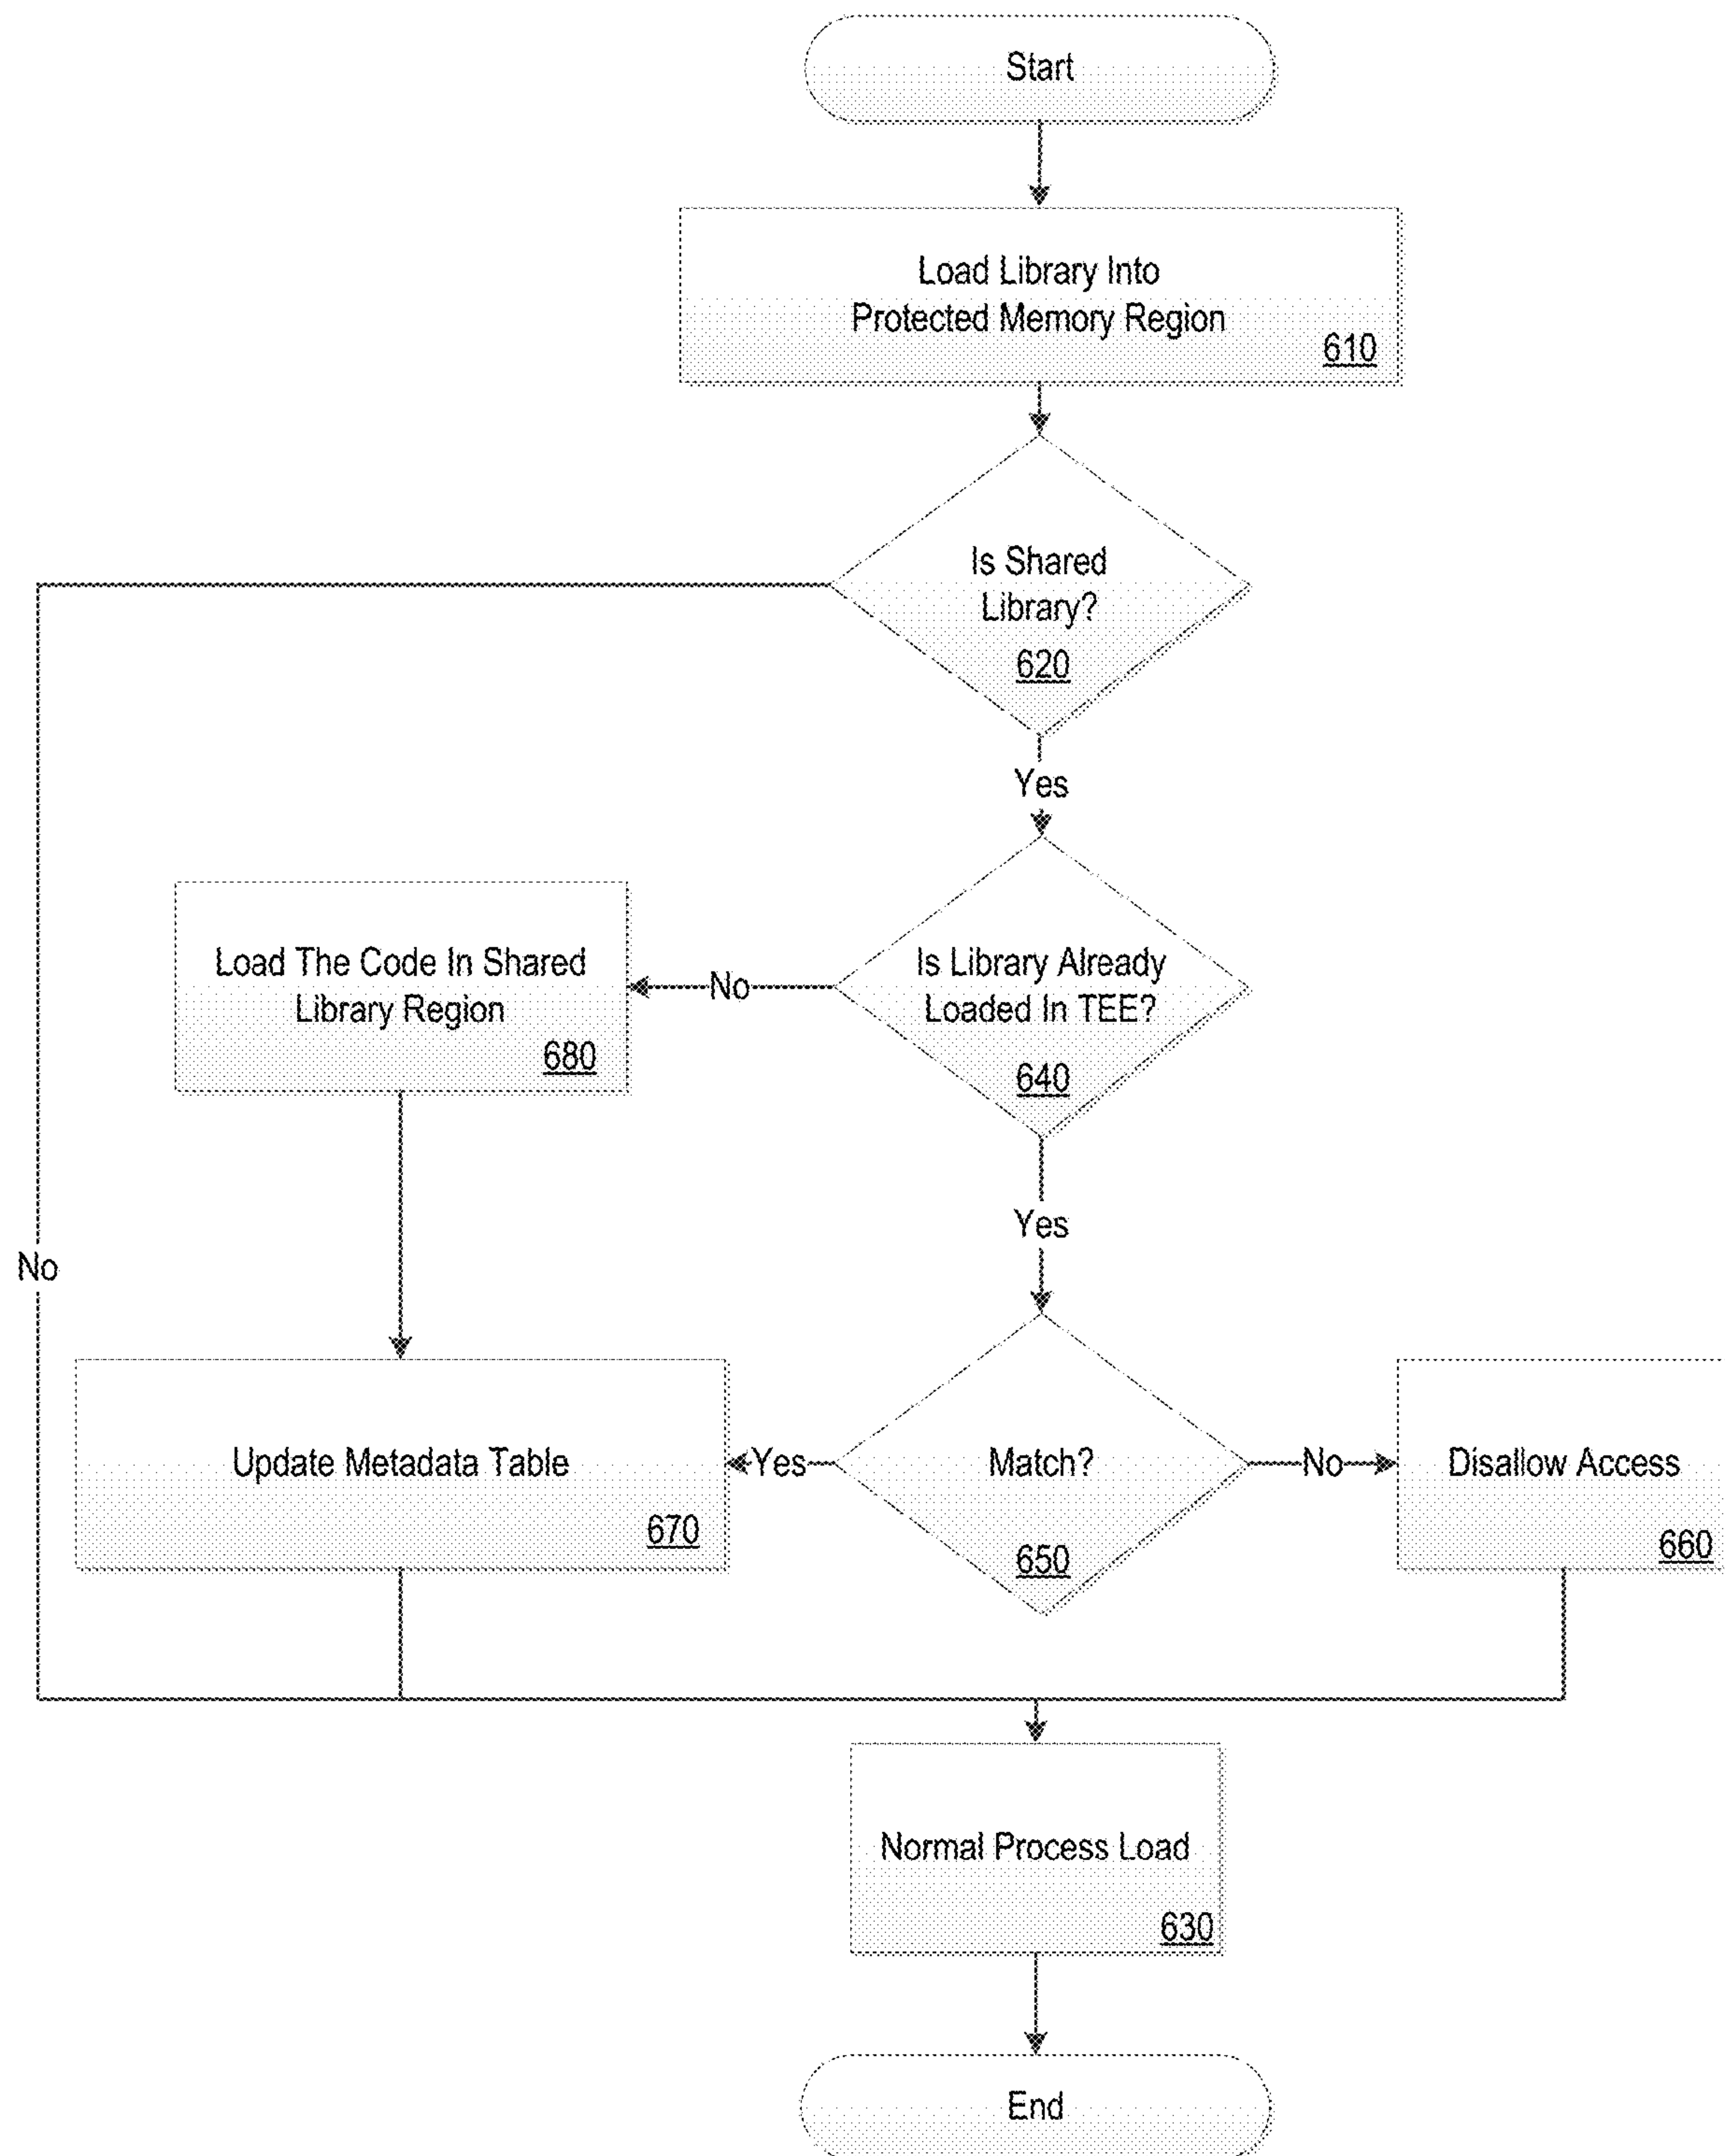 Start
Load Library Into
Protected Memory Region
610
Is Shared
Library?
620
Yes
Load The Code In Shared
Library Region
680
No
Is Library Already
Loaded In TEE?
640
Yes
No
Update Metadata Table
670
Yes
Match?
650
No
Disallow Access
660
Normal Process Load
630
End